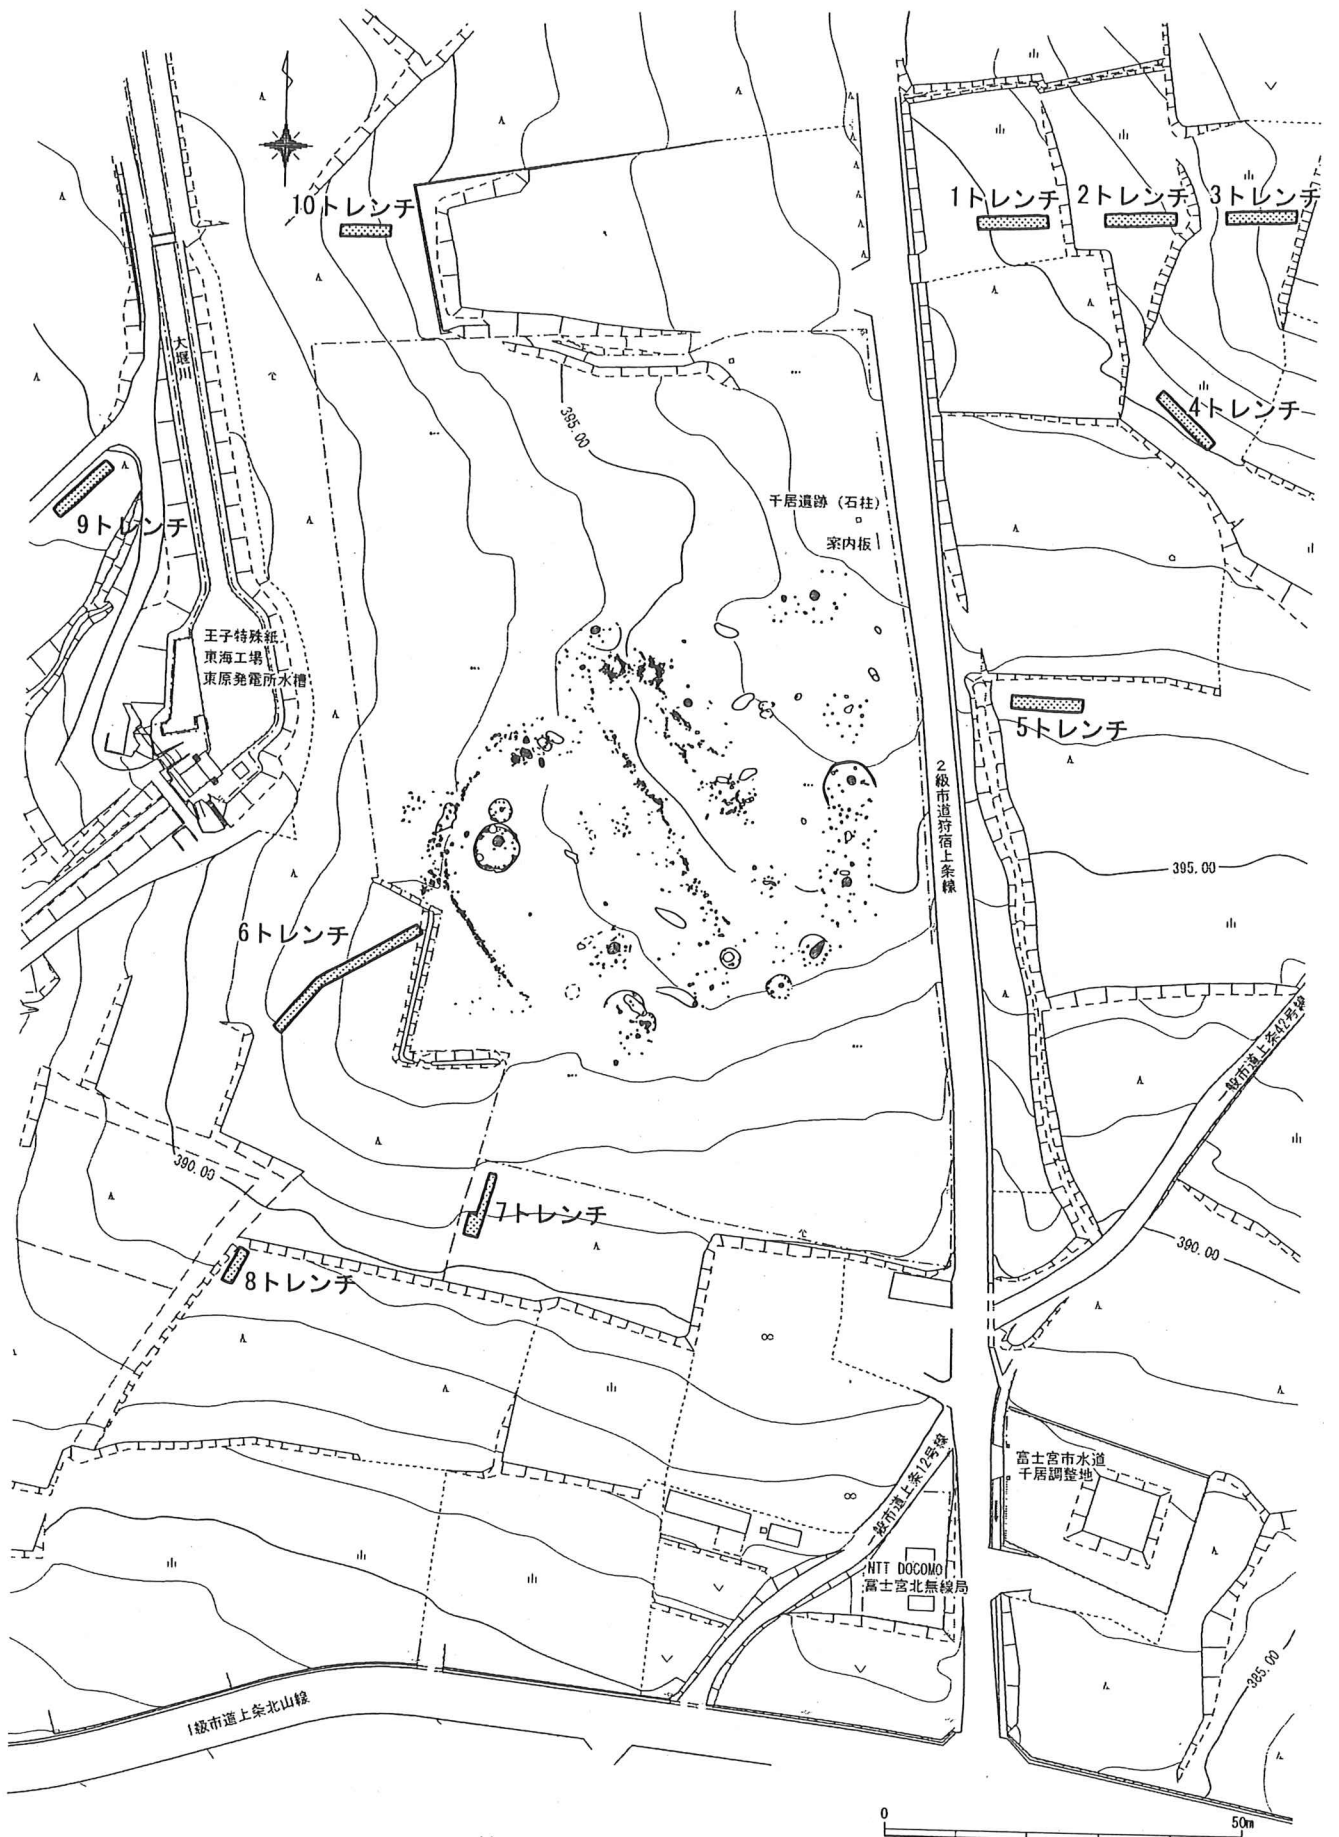 10トレンチ
1トレンチ
2トレンチ
3トレンチ
大堰川
4トレンチ
395.00
千居遺跡（石柱）
案内板
9トレンチ
王子特殊紙
東海工場
東原発電所水槽
5トレンチ
2級市道狩宿上条線
395.00
6トレンチ
一般市道上条42号線
390.00
7トレンチ
390.00
8トレンチ
一般市道上条12号線
富士宮市水道
千居調整地
NTT DOCOMO
富士宮北無線局
385.00
1級市道上条北山線
0
50m